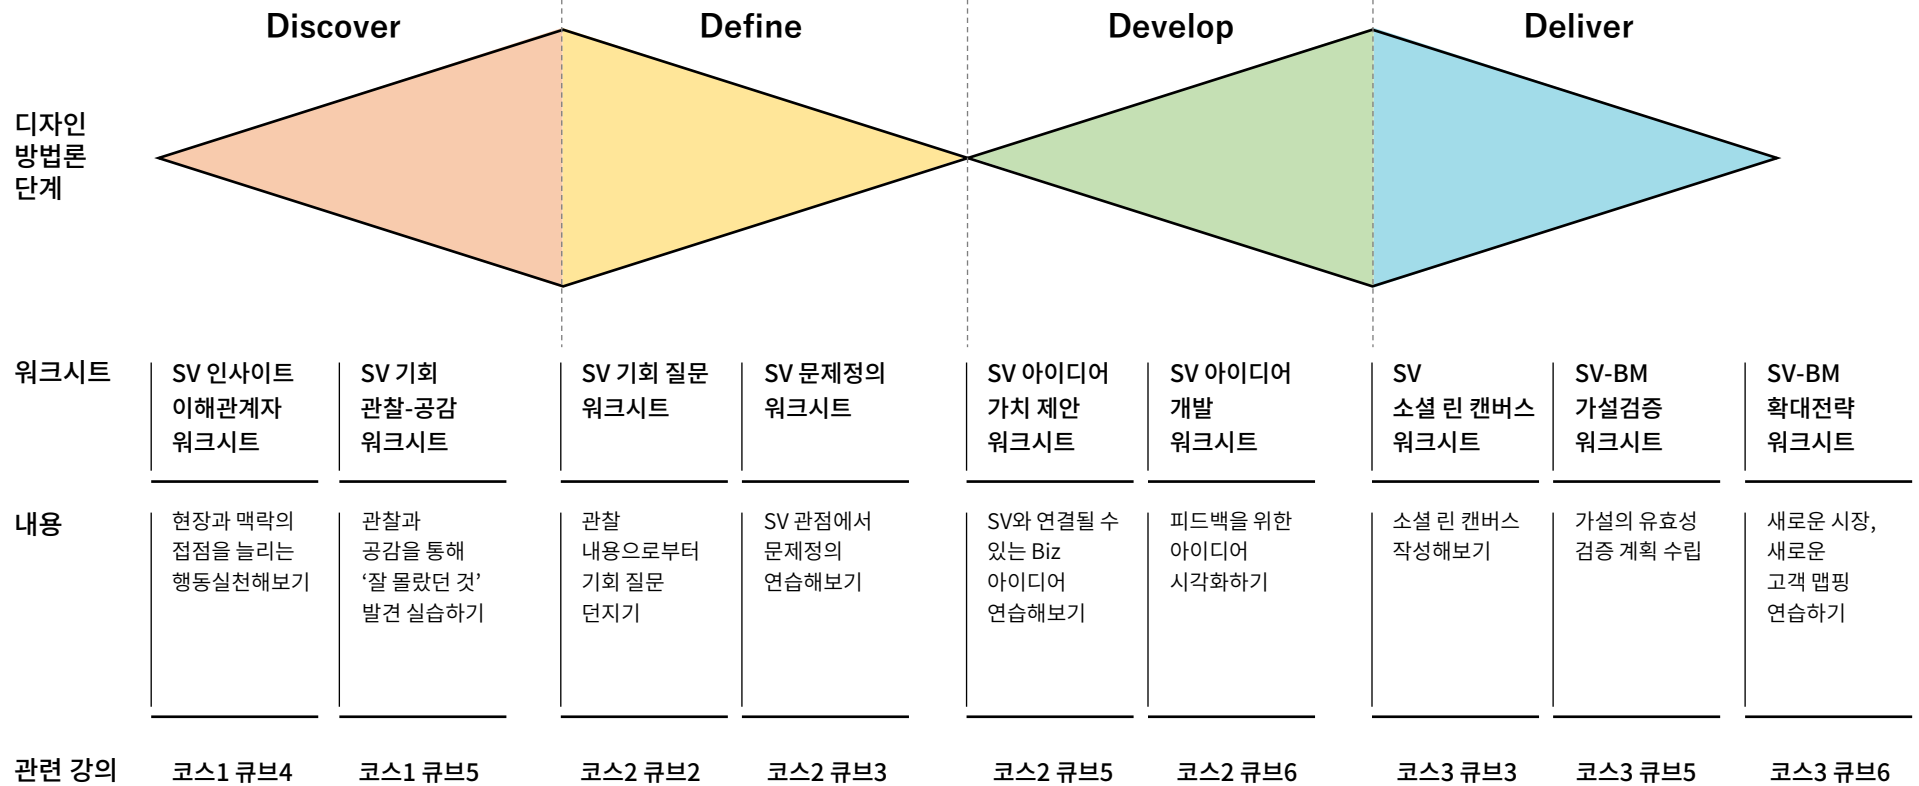 Discover
Define
Develop
Deliver
디자인
방법론
단계
워크시트
SV 인사이트
이해관계자
워크시트
SV 기회
관찰-공감
워크시트
SV 기회 질문
워크시트
SV 문제정의
워크시트
SV 아이디어
가치 제안
워크시트
SV 아이디어
개발
워크시트
SV
소셜 린 캔버스
워크시트
SV-BM
가설검증
워크시트
SV-BM
확대전략
워크시트
내용
현장과 맥락의
접점을 늘리는
행동실천해보기
관찰과
공감을 통해
‘잘 몰랐던 것’
발견 실습하기
관찰
내용으로부터
기회 질문
던지기
SV 관점에서
문제정의
연습해보기
SV와 연결될 수
있는 Biz
아이디어
연습해보기
피드백을 위한
아이디어
시각화하기
소셜 린 캔버스
작성해보기
가설의 유효성
검증 계획 수립
새로운 시장,
새로운
고객 맵핑
연습하기
관련 강의
코스1 큐브4
코스1 큐브5
코스2 큐브2
코스2 큐브3
코스2 큐브5
코스2 큐브6
코스3 큐브3
코스3 큐브5
코스3 큐브6